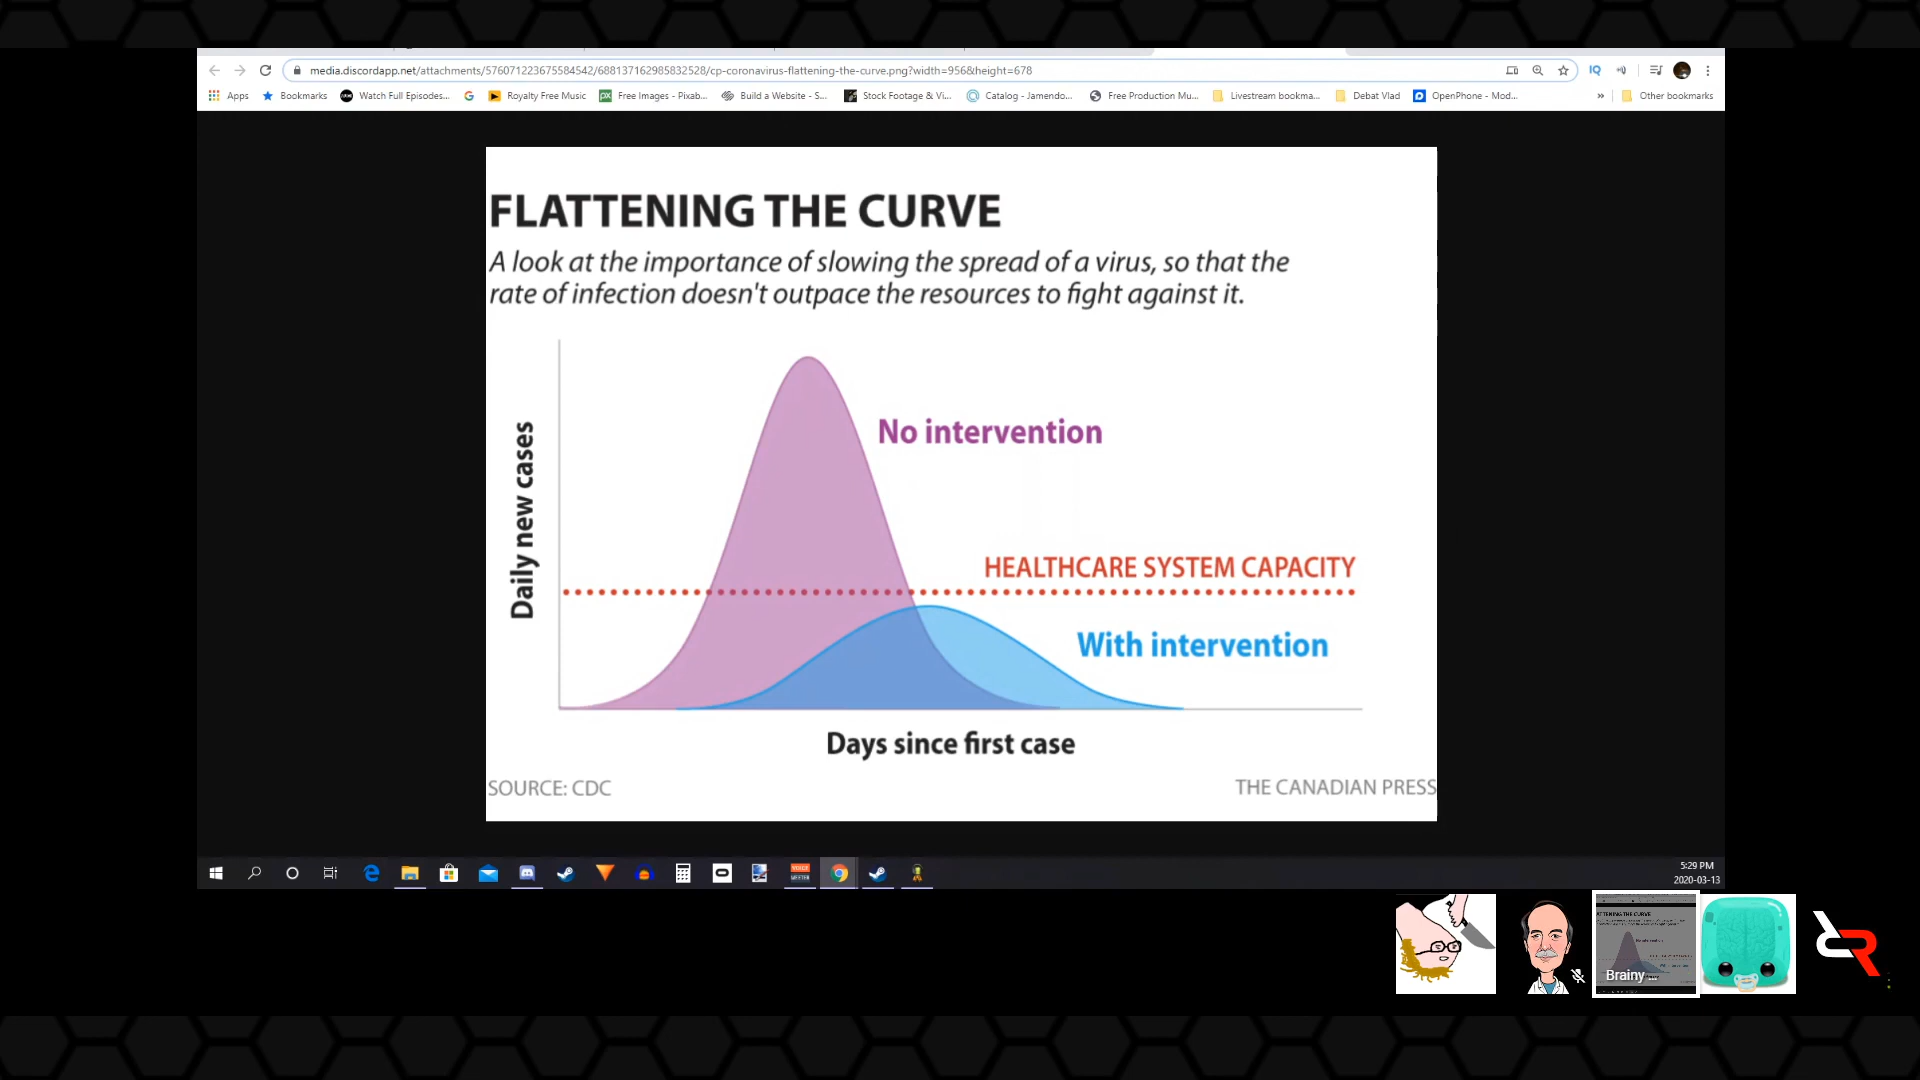 media.discordapp.net/attachments/576071223675584542/688137162985832528/cp-coronavirus-flattening-the-curve.png?width=956&height=678
IQ
Apps
Bookmarks
Watch Full Episodes...
Royalty Free Music
Free Images - Pixab...
Build a Website - S...
Stock Footage & Vi...
Catalog - Jamendo...
Free Production Mu...
Livestream bookma...
Debat Vlad
OpenPhone - Mod...
»
Other bookmarks
FLATTENING THE CURVE
A look at the importance of slowing the spread of a virus, so that the
rate of infection doesn't outpace the resources to fight against it.
Daily new cases
No intervention
HEALTHCARE SYSTEM CAPACITY
With intervention
Days since first case
SOURCE: CDC
THE CANADIAN PRESS
5:29 PM
2020-03-13
Brainy ...